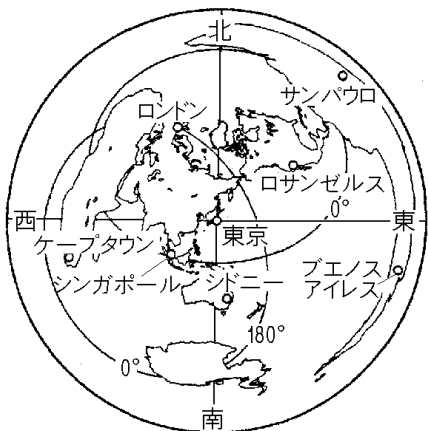 北
サンパウロ
ロンドン
ロサンゼルス
0°
西
東京
東
ケープタウン
シンガポール
シドニー
ブエノス
アイレス
180°
0°
南